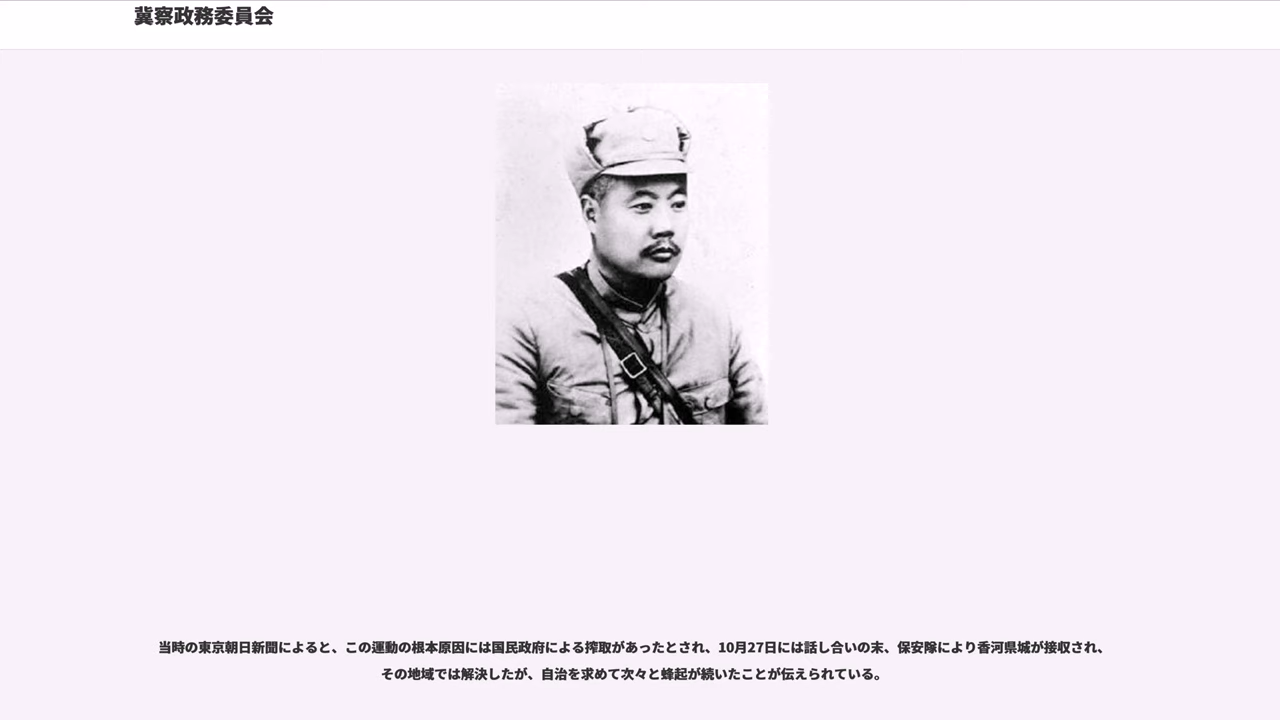 冀察政務委員会
当時の東京朝日新聞によると、この運動の根本原因には国民政府による搾取があったとされ、10月27日には話し合いの末、保安隊により香河県城が接収され、
その地域では解決したが、自治を求めて次々と蜂起が続いたことが伝えられている。